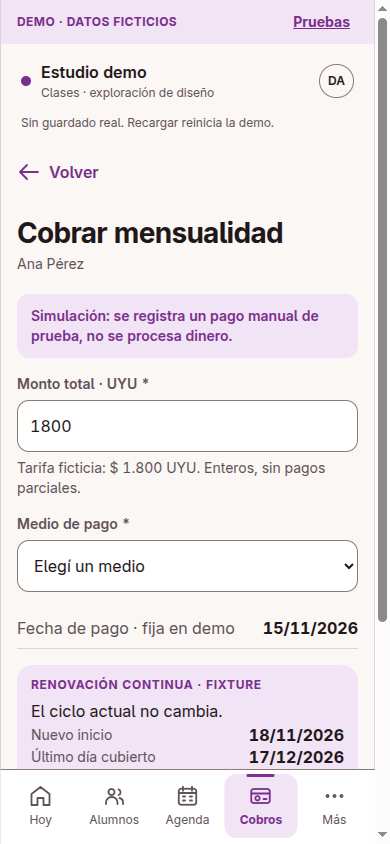 DEMO · DATOS FICTICIOS
Pruebas
Estudio demo
Clases · exploración de diseño
DA
Sin guardado real. Recargar reinicia la demo.
Volver
Cobrar mensualidad
Ana Pérez
Simulación: se registra un pago manual de
prueba, no se procesa dinero.
Monto total · UYU *
1800
Tarifa ficticia: $ 1.800 UYU. Enteros, sin pagos
parciales.
Medio de pago *
Elegí un medio
Fecha de pago · fija en demo 15/11/2026
RENOVACIÓN CONTINUA · FIXTURE
El ciclo actual no cambia.
Nuevo inicio 18/11/2026
Último día cubierto 17/12/2026
Hoy Alumnos Agenda Cobros Más